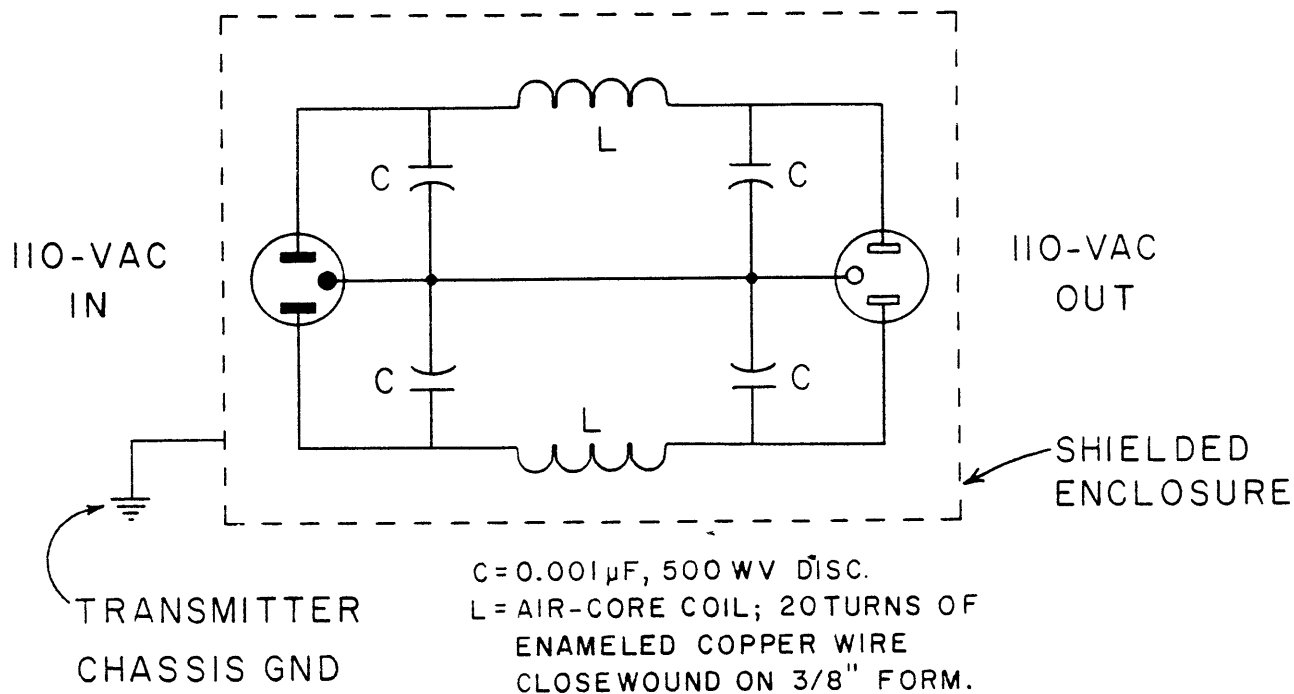 L
C
C
110-VAC
IN
110-VAC
OUT
C
C
L
SHIELDED
ENCLOSURE
C=0.001µF, 500 WV DISC.
L= AIR-CORE COIL; 20 TURNS OF
ENAMELED COPPER WIRE
CLOSEWOUND ON 3/8" FORM.
TRANSMITTER
CHASSIS GND